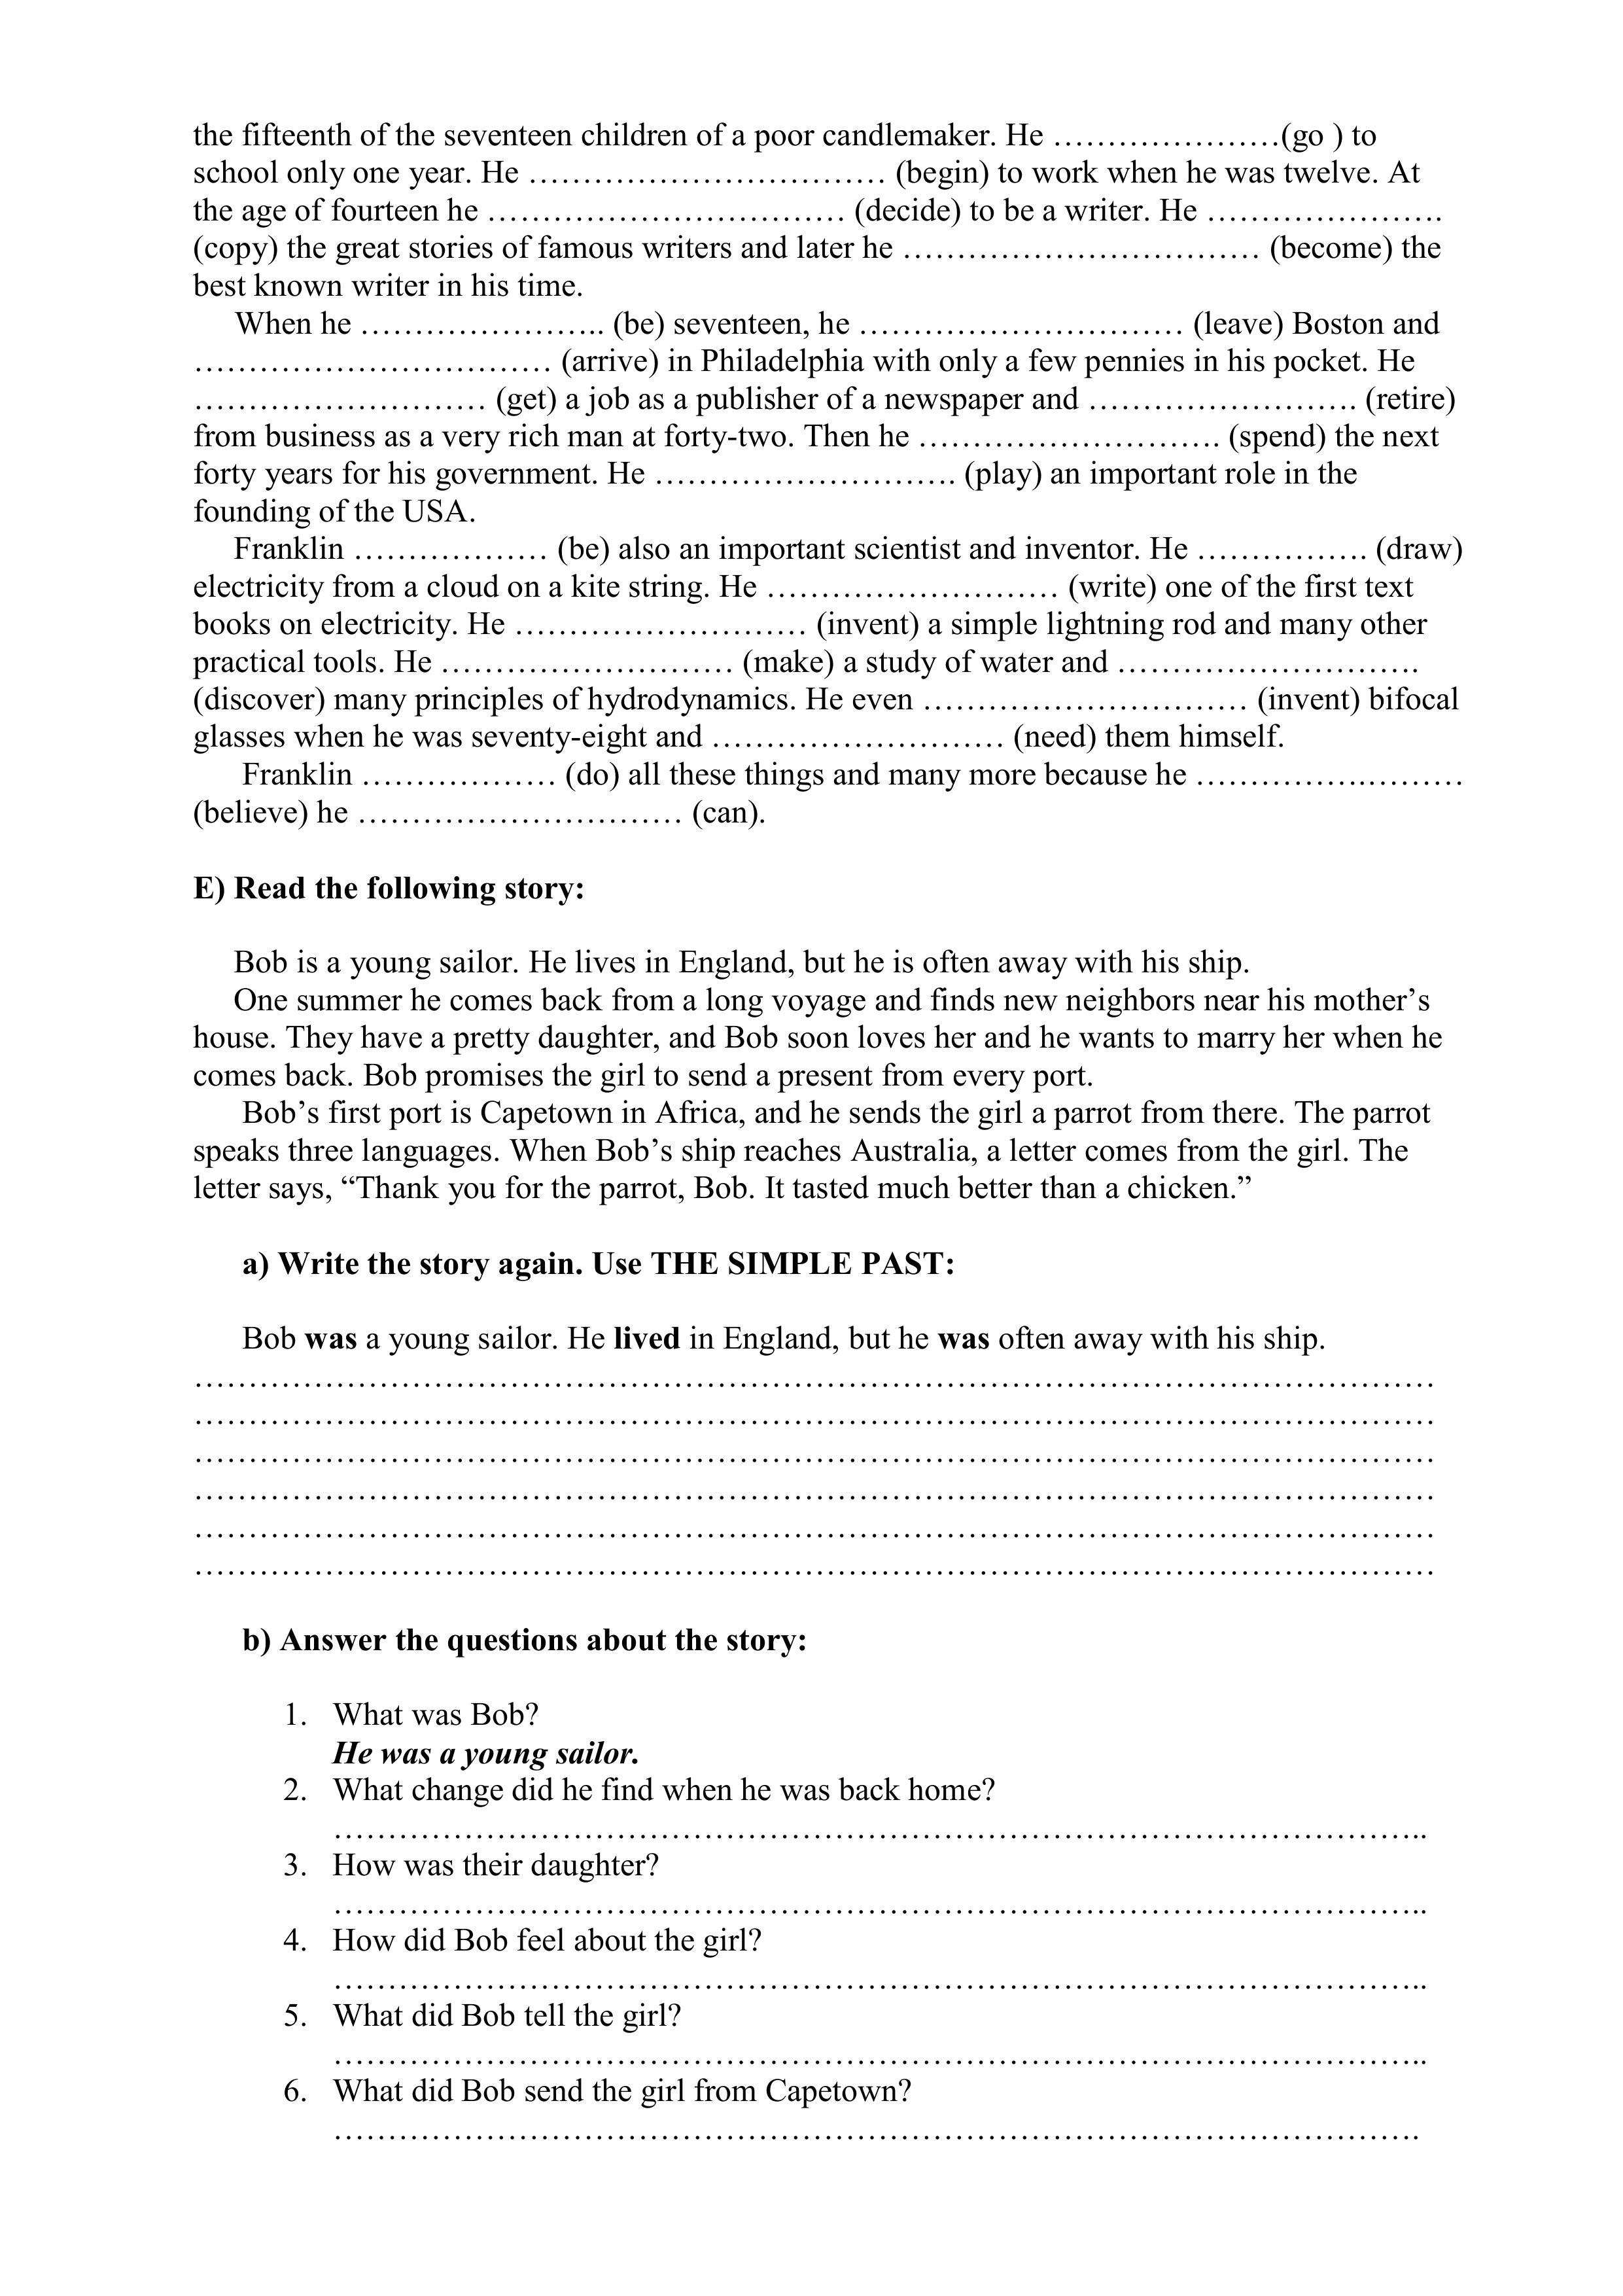 the fifteenth of the seventeen children of a poor candlemaker. He …………………(go ) to
school only one year. He …………………………… (begin) to work when he was twelve. At
the age of fourteen he …………………………… (decide) to be a writer. He ………………….
(copy) the great stories of famous writers and later he …………………………… (become) the
best known writer in his time.
When he ………………….. (be) seventeen, he ………………………… (leave) Boston and
…………………………… (arrive) in Philadelphia with only a few pennies in his pocket. He
……………………… (get) a job as a publisher of a newspaper and ……………………. (retire)
from business as a very rich man at forty-two. Then he ………………………. (spend) the next
forty years for his government. He ………………………. (play) an important role in the
founding of the USA.
Franklin ……………… (be) also an important scientist and inventor. He ……………. (draw)
electricity from a cloud on a kite string. He ……………………… (write) one of the first text
books on electricity. He ……………………… (invent) a simple lightning rod and many other
practical tools. He ……………………… (make) a study of water and ……………………….
(discover) many principles of hydrodynamics. He even ………………………… (invent) bifocal
glasses when he was seventy-eight and ……………………… (need) them himself.
Franklin ……………… (do) all these things and many more because he …………….………
(believe) he ………………………… (can).
E) Read the following story:
Bob is a young sailor. He lives in England, but he is often away with his ship.
One summer he comes back from a long voyage and finds new neighbors near his mother’s
house. They have a pretty daughter, and Bob soon loves her and he wants to marry her when he
comes back. Bob promises the girl to send a present from every port.
Bob’s first port is Capetown in Africa, and he sends the girl a parrot from there. The parrot
speaks three languages. When Bob’s ship reaches Australia, a letter comes from the girl. The
letter says, “Thank you for the parrot, Bob. It tasted much better than a chicken.”
a) Write the story again. Use THE SIMPLE PAST:
Bob was a young sailor. He lived in England, but he was often away with his ship.
……………………………………………………………………………………………………
……………………………………………………………………………………………………
……………………………………………………………………………………………………
……………………………………………………………………………………………………
……………………………………………………………………………………………………
……………………………………………………………………………………………………
b) Answer the questions about the story:
1. What was Bob?
He was a young sailor.
2. What change did he find when he was back home?
………………………………………………………………………………………..
3. How was their daughter?
………………………………………………………………………………………..
4. How did Bob feel about the girl?
………………………………………………………………………………………..
5. What did Bob tell the girl?
………………………………………………………………………………………..
6. What did Bob send the girl from Capetown?
……………………………………………………………………………………….